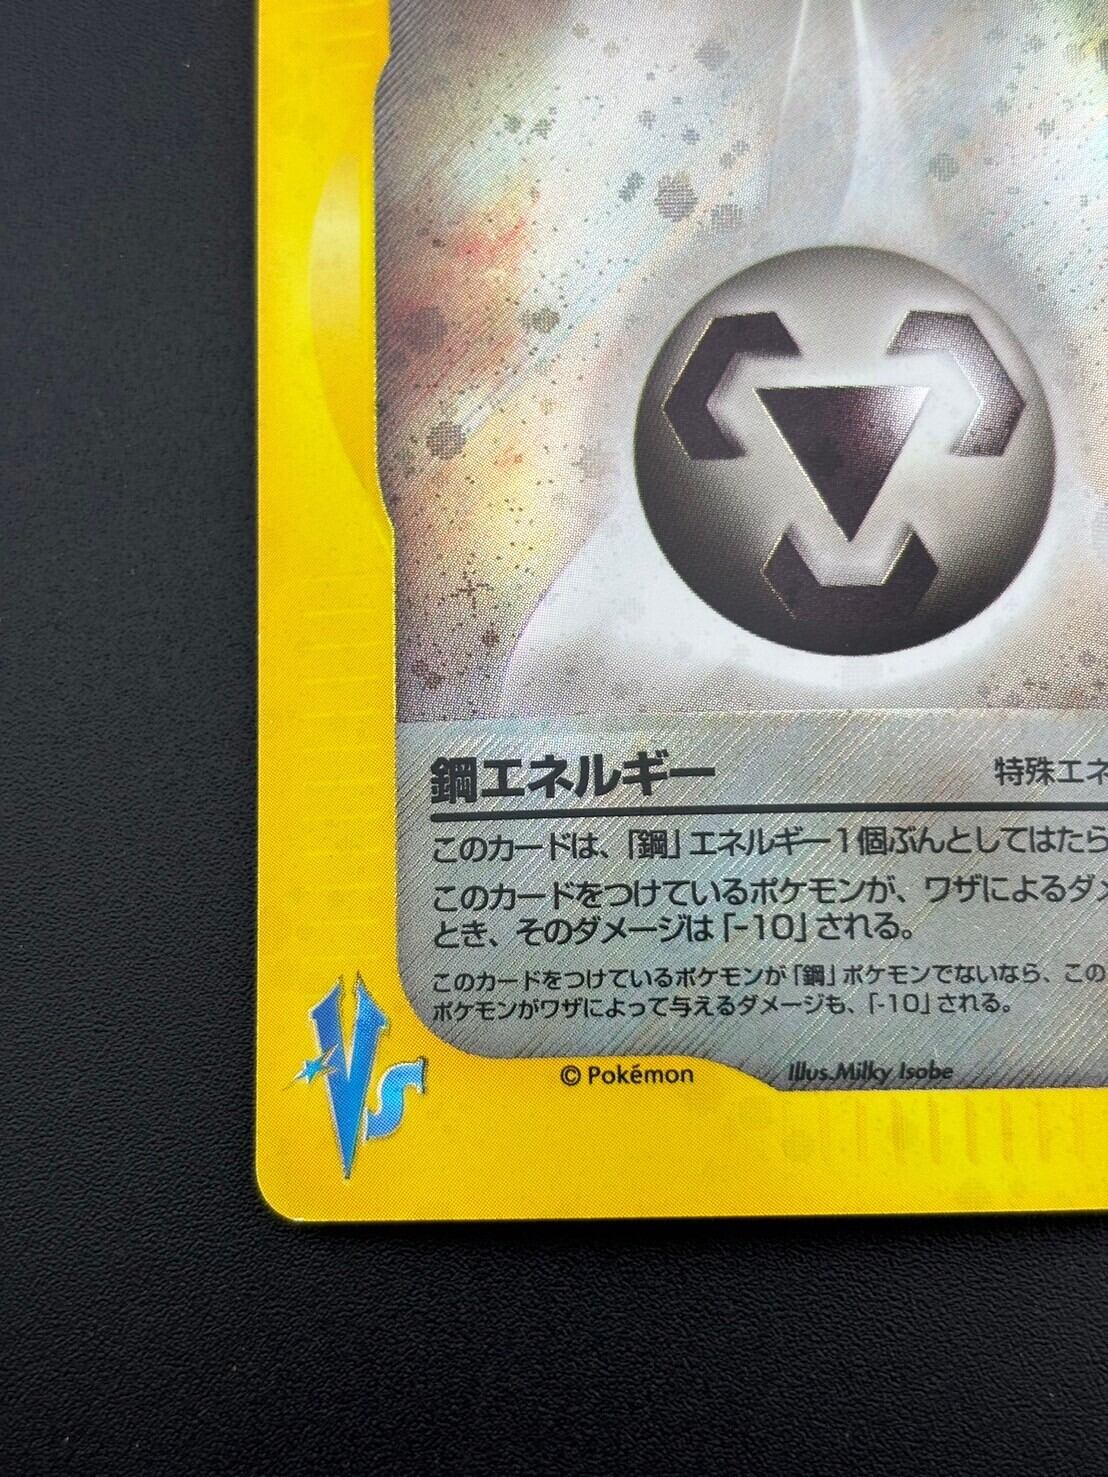 鋼エネルギー 特殊エネ
このカードは、「鋼」エネルギー1個ぶんとしてはたら
このカードをつけているポケモンが、ワザによるダメ
とき、そのダメージは「-10」される。
このカードをつけているポケモンが「鋼」ポケモンでないなら、この
ポケモンがワザによって与えるダメージも、「-10」される。
VS
© Pokémon Illus.Milky Isobe